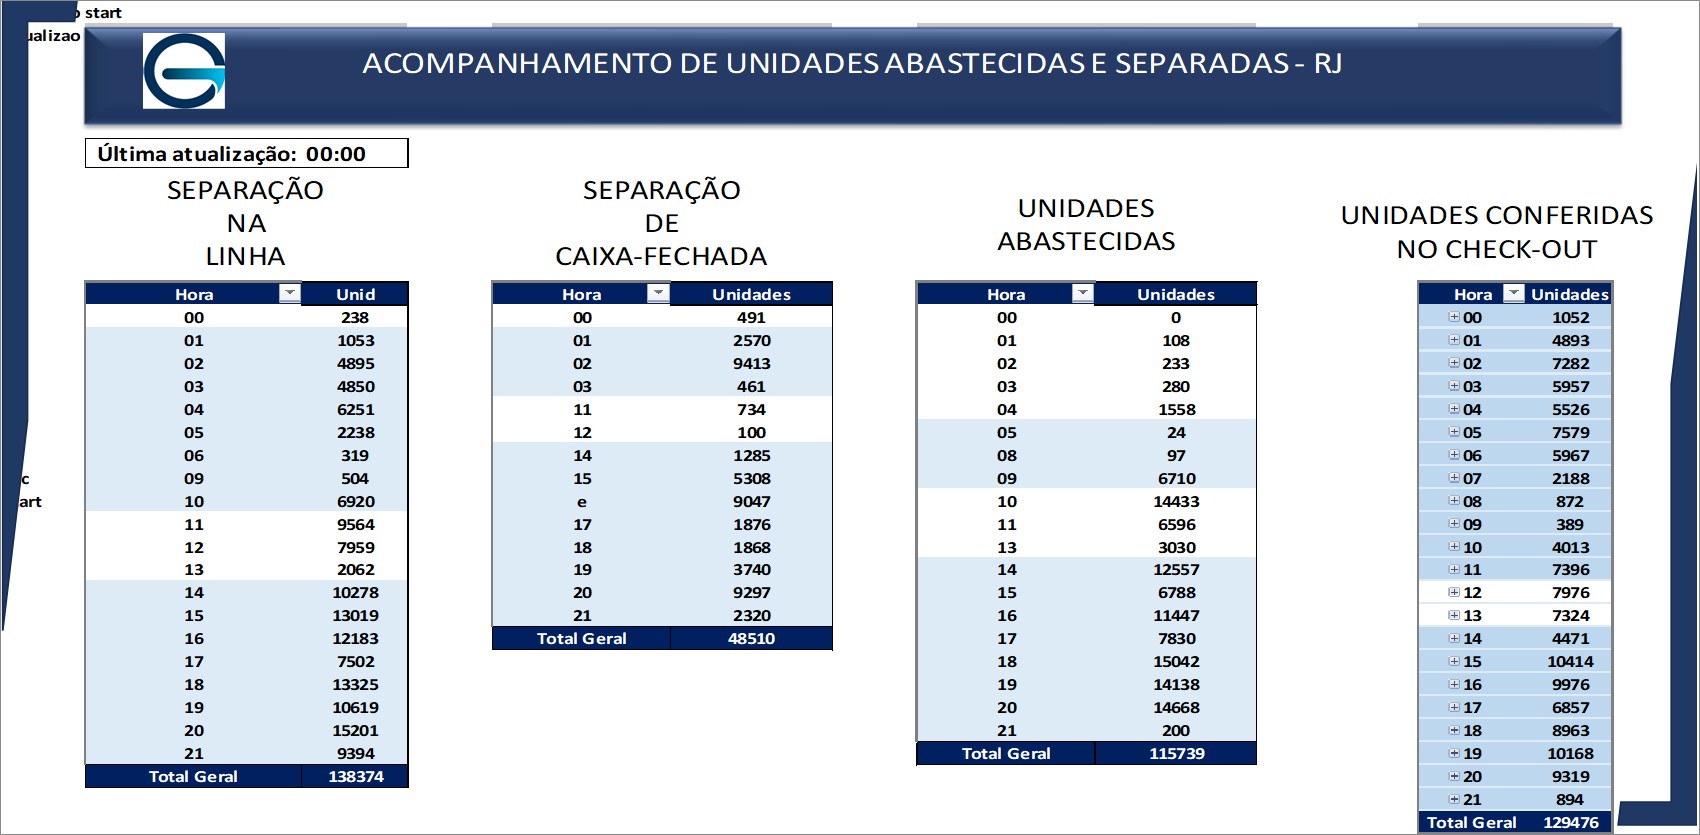 start
ualizao
ACOMPANHAMENTO DE UNIDADES ABASTECIDAS E SEPARADAS - RJ
Última atualização: 00:00
SEPARAÇÃO
NA
LINHA
Hora Unid
00 238
01 1053
02 4895
03 4850
04 6251
05 2238
06 319
09 504
10 6920
11 9564
12 7959
13 2062
14 10278
15 13019
16 12183
17 7502
18 13325
19 10619
20 15201
21 9394
Total Geral 138374
SEPARAÇÃO
DE
CAIXA-FECHADA
Hora Unidades
00 491
01 2570
02 9413
03 461
11 734
12 100
14 1285
15 5308
e 9047
17 1876
18 1868
19 3740
20 9297
21 2320
Total Geral 48510
UNIDADES
ABASTECIDAS
Hora Unidades
00 0
01 108
02 233
03 280
04 1558
05 24
08 97
09 6710
10 14433
11 6596
13 3030
14 12557
15 6788
16 11447
17 7830
18 15042
19 14138
20 14668
21 200
Total Geral 115739
UNIDADES CONFERIDAS
NO CHECK-OUT
Hora Unidades
00 1052
01 4893
02 7282
03 5957
04 5526
05 7579
06 5967
07 2188
08 872
09 389
10 4013
11 7396
12 7976
13 7324
14 4471
15 10414
16 9976
17 6857
18 8963
19 10168
20 9319
21 894
Total Geral 129476
c
art